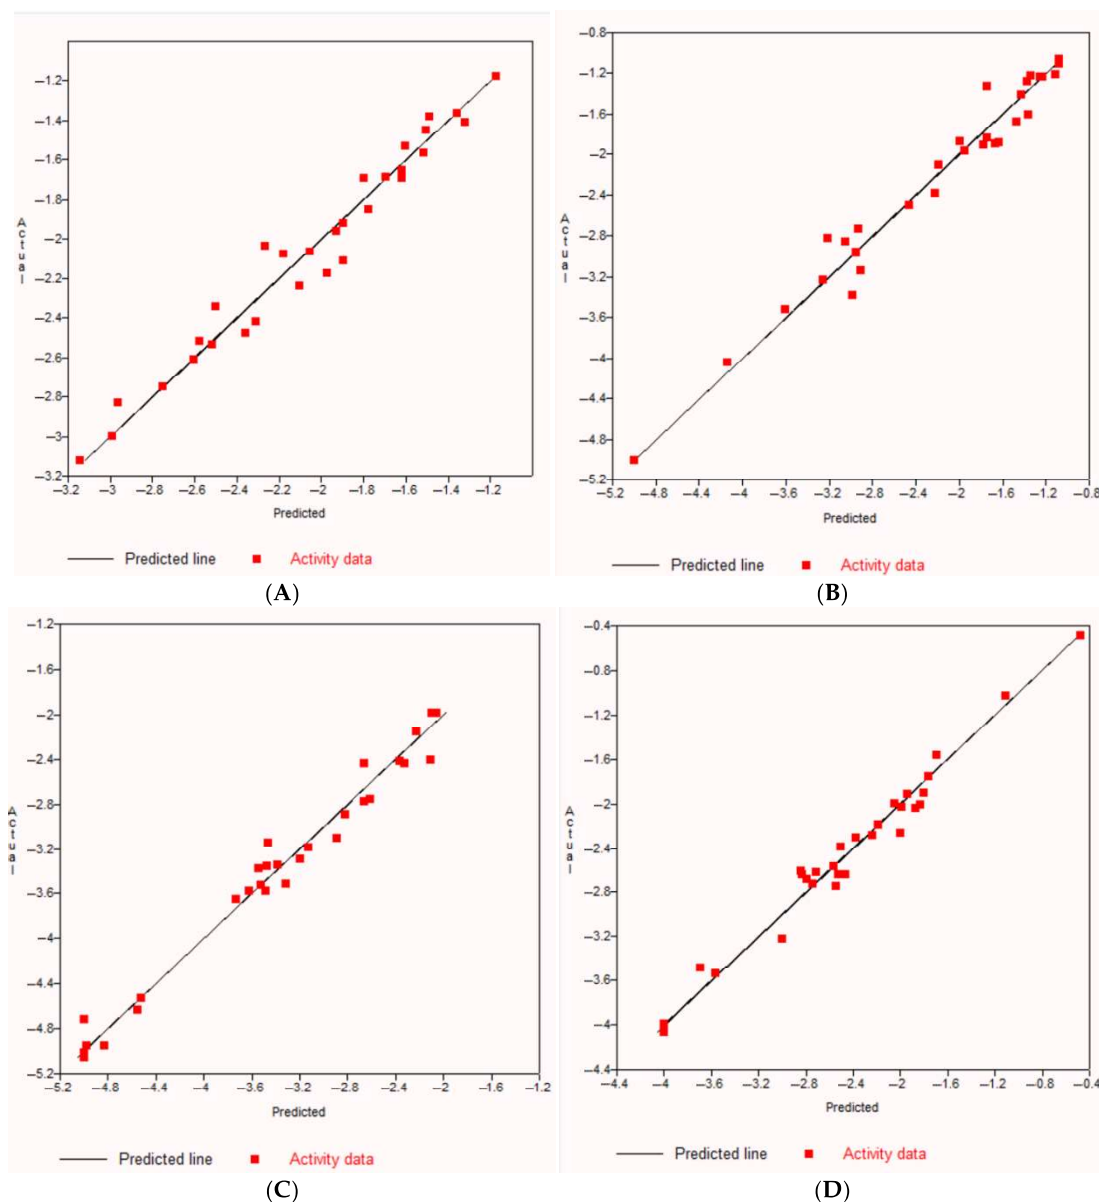 −1.2
−1.4
−1.6
−1.8
−2
−2.2
−2.4
−2.6
−2.8
−3
−3.2
Actual
−3.2 −3 −2.8 −2.6 −2.4 −2.2 −2 −1.8 −1.6 −1.4 −1.2
Predicted
Predicted line Activity data
(A)
−0.8
−1.2
−1.6
−2
−2.4
−2.8
−3.2
−3.6
−4
−4.4
−4.8
−5.2
Actual
−5.2 −4.8 −4.4 −4 −3.6 −3.2 −2.8 −2.4 −2 −1.6 −1.2 −0.8
Predicted
Predicted line Activity data
(B)
−1.2
−1.6
−2
−2.4
−2.8
−3.2
−3.6
−4
−4.4
−4.8
−5.2
Actual
−5.2 −4.8 −4.4 −4 −3.6 −3.2 −2.8 −2.4 −2 −1.6 −1.2
Predicted
Predicted line Activity data
(C)
−0.4
−0.8
−1.2
−1.6
−2
−2.4
−2.8
−3.2
−3.6
−4
−4.4
Actual
−4.4 −4 −3.6 −3.2 −2.8 −2.4 −2 −1.6 −1.2 −0.8 −0.4
Predicted
Predicted line Activity data
(D)